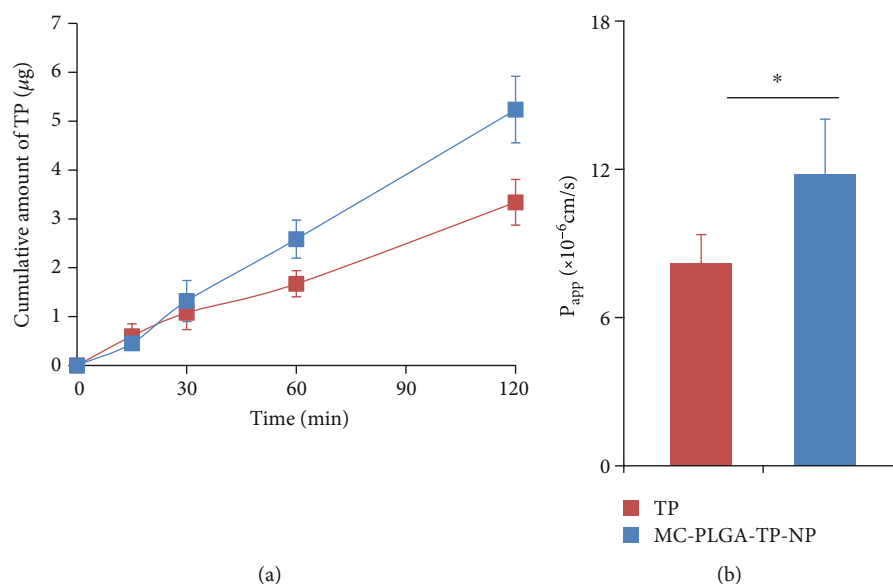 Cumulative amount of TP (μg)
7
6
5
4
3
2
1
0
0
30
60
90
120
Time (min)
(a)
P_app (×10⁻⁶cm/s)
18
12
6
0
*
TP
MC-PLGA-TP-NP
(b)